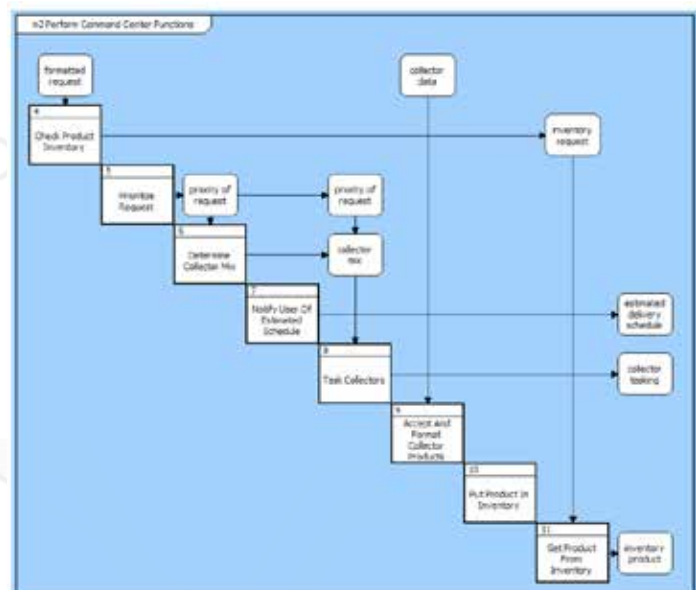 n2 Perform Command Center Functions
formatted
request
collector
data
4
Check Product
Inventory
inventory
request
5
Prioritize
Request
priority of
request
priority of
request
6
Determine
Collector Mix
collector
mix
7
Notify User Of
Estimated
Schedule
estimated
delivery
schedule
8
Task Collectors
collector
tasking
9
Accept And
Format
Collector
Products
10
Put Product In
Inventory
11
Get Product
From
Inventory
inventory
product